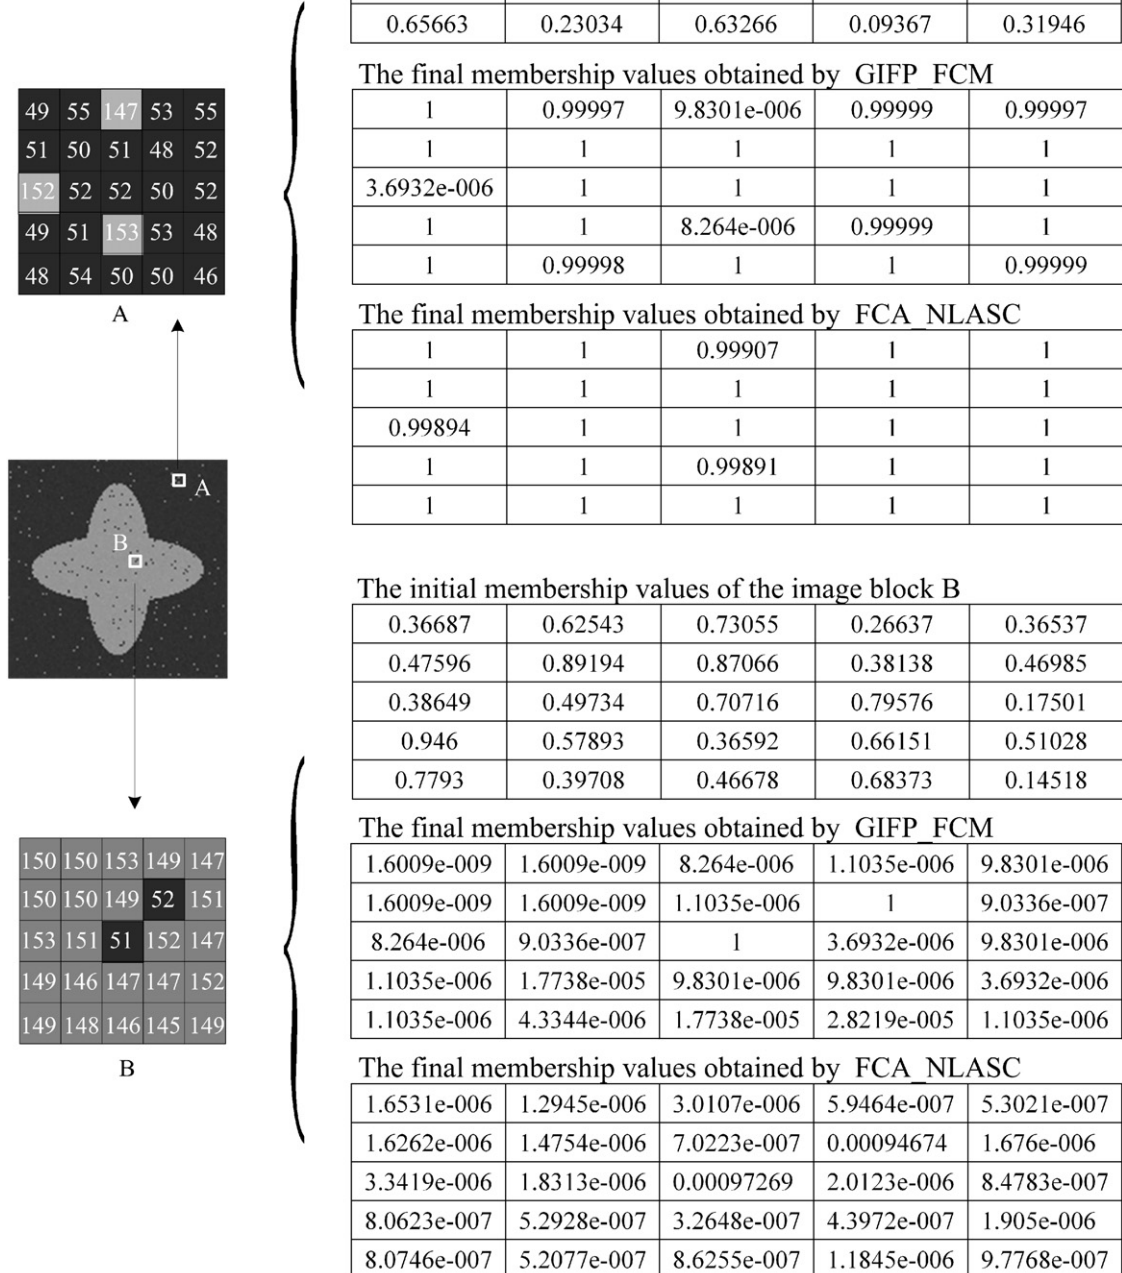 0.65663 0.23034 0.63266 0.09367 0.31946
The final membership values obtained by GIFP_FCM
1 0.99997 9.8301e-006 0.99999 0.99997
1 1 1 1 1
3.6932e-006 1 1 1 1
1 1 8.264e-006 0.99999 1
1 0.99998 1 1 0.99999
49 55 147 53 55
51 50 51 48 52
152 52 52 50 52
49 51 153 53 48
48 54 50 50 46
A
The final membership values obtained by FCA_NLASC
1 1 0.99907 1 1
1 1 1 1 1
0.99894 1 1 1 1
1 1 0.99891 1 1
1 1 1 1 1
A
B
The initial membership values of the image block B
0.36687 0.62543 0.73055 0.26637 0.36537
0.47596 0.89194 0.87066 0.38138 0.46985
0.38649 0.49734 0.70716 0.79576 0.17501
0.946 0.57893 0.36592 0.66151 0.51028
0.7793 0.39708 0.46678 0.68373 0.14518
The final membership values obtained by GIFP_FCM
1.6009e-009 1.6009e-009 8.264e-006 1.1035e-006 9.8301e-006
1.6009e-009 1.6009e-009 1.1035e-006 1 9.0336e-007
8.264e-006 9.0336e-007 1 3.6932e-006 9.8301e-006
1.1035e-006 1.7738e-005 9.8301e-006 9.8301e-006 3.6932e-006
1.1035e-006 4.3344e-006 1.7738e-005 2.8219e-005 1.1035e-006
150 150 153 149 147
150 150 149 52 151
153 151 51 152 147
149 146 147 147 152
149 148 146 145 149
B
The final membership values obtained by FCA_NLASC
1.6531e-006 1.2945e-006 3.0107e-006 5.9464e-007 5.3021e-007
1.6262e-006 1.4754e-006 7.0223e-007 0.00094674 1.676e-006
3.3419e-006 1.8313e-006 0.00097269 2.0123e-006 8.4783e-007
8.0623e-007 5.2928e-007 3.2648e-007 4.3972e-007 1.905e-006
8.0746e-007 5.2077e-007 8.6255e-007 1.1845e-006 9.7768e-007